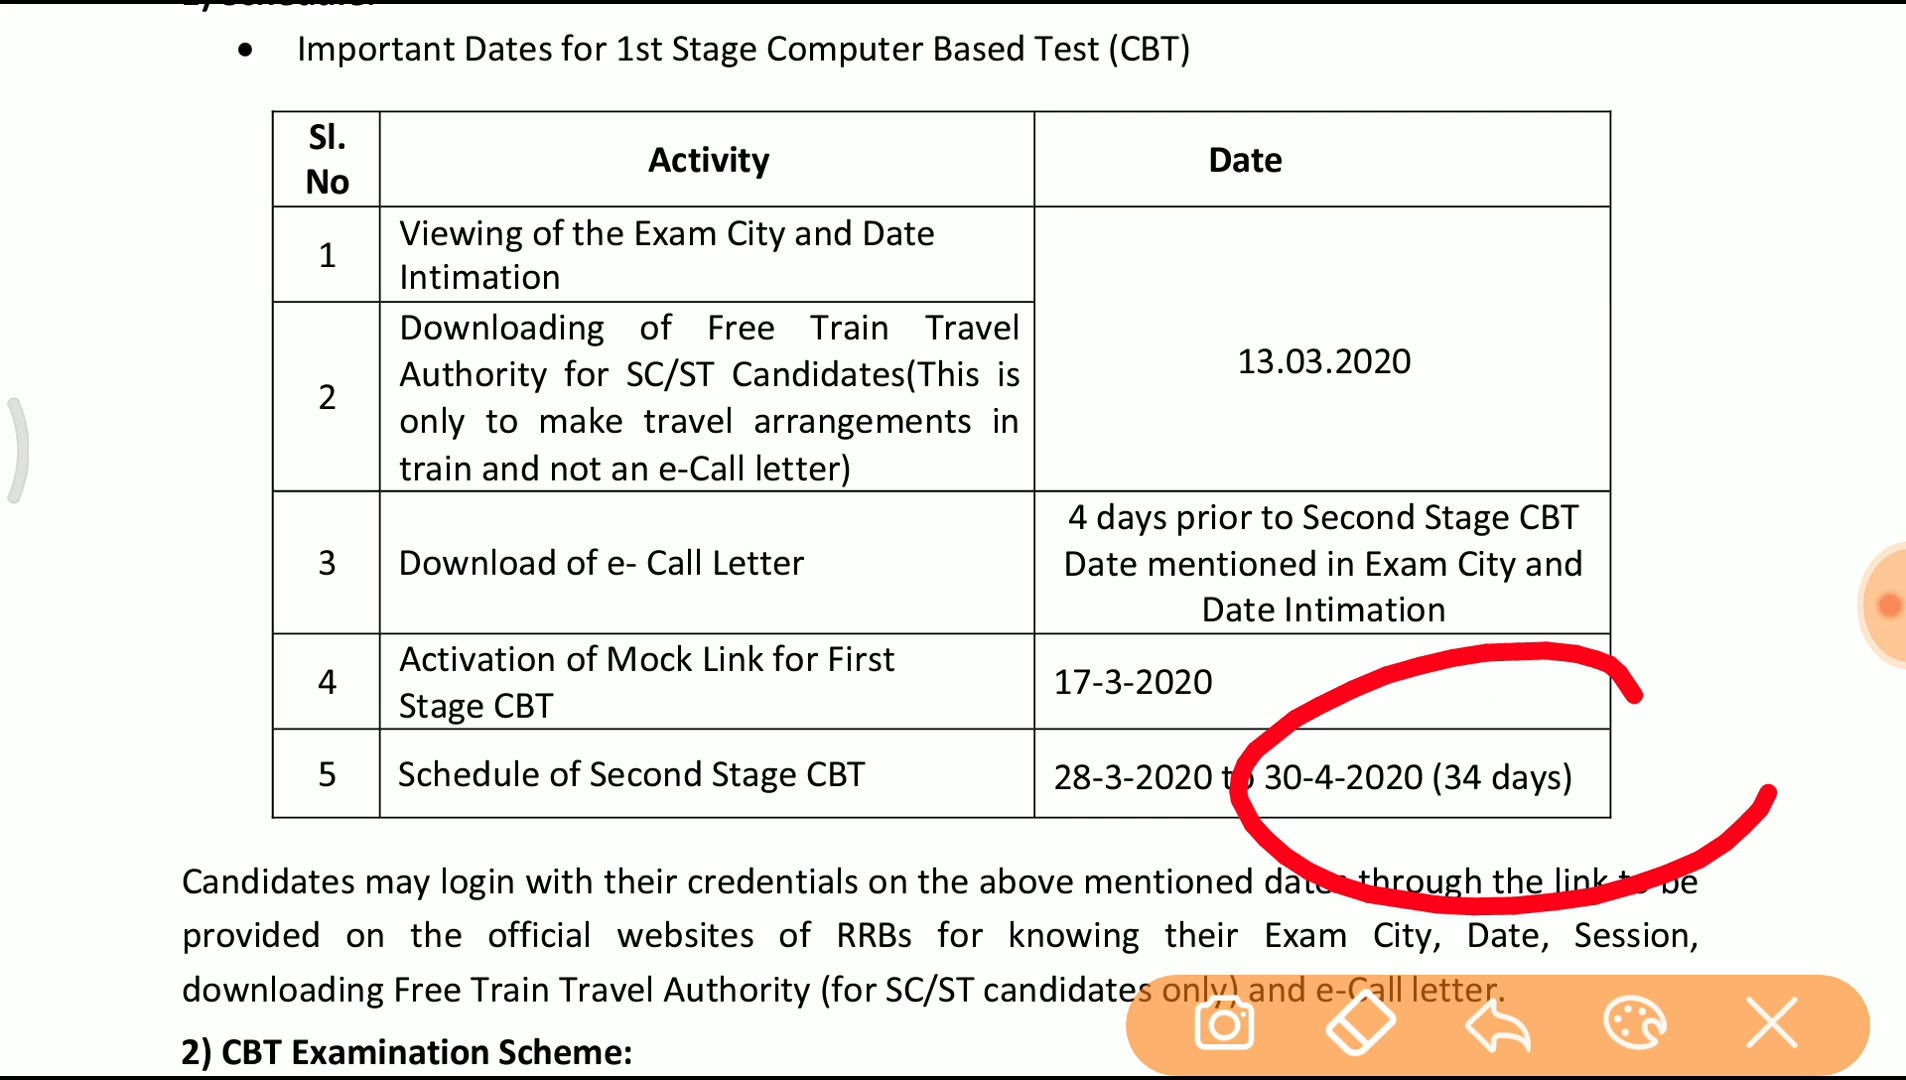 Important Dates for 1st Stage Computer Based Test (CBT)
Sl. No
Activity
Date
1
Viewing of the Exam City and Date
Intimation
2
Downloading of Free Train Travel
Authority for SC/ST Candidates(This is
only to make travel arrangements in
train and not an e-Call letter)
13.03.2020
3
Download of e- Call Letter
4 days prior to Second Stage CBT
Date mentioned in Exam City and
Date Intimation
4
Activation of Mock Link for First
Stage CBT
17-3-2020
5
Schedule of Second Stage CBT
28-3-2020 to 30-4-2020 (34 days)
Candidates may login with their credentials on the above mentioned dates through the link to be
provided on the official websites of RRBs for knowing their Exam City, Date, Session,
downloading Free Train Travel Authority (for SC/ST candidates only) and e-Call letter.
2) CBT Examination Scheme: